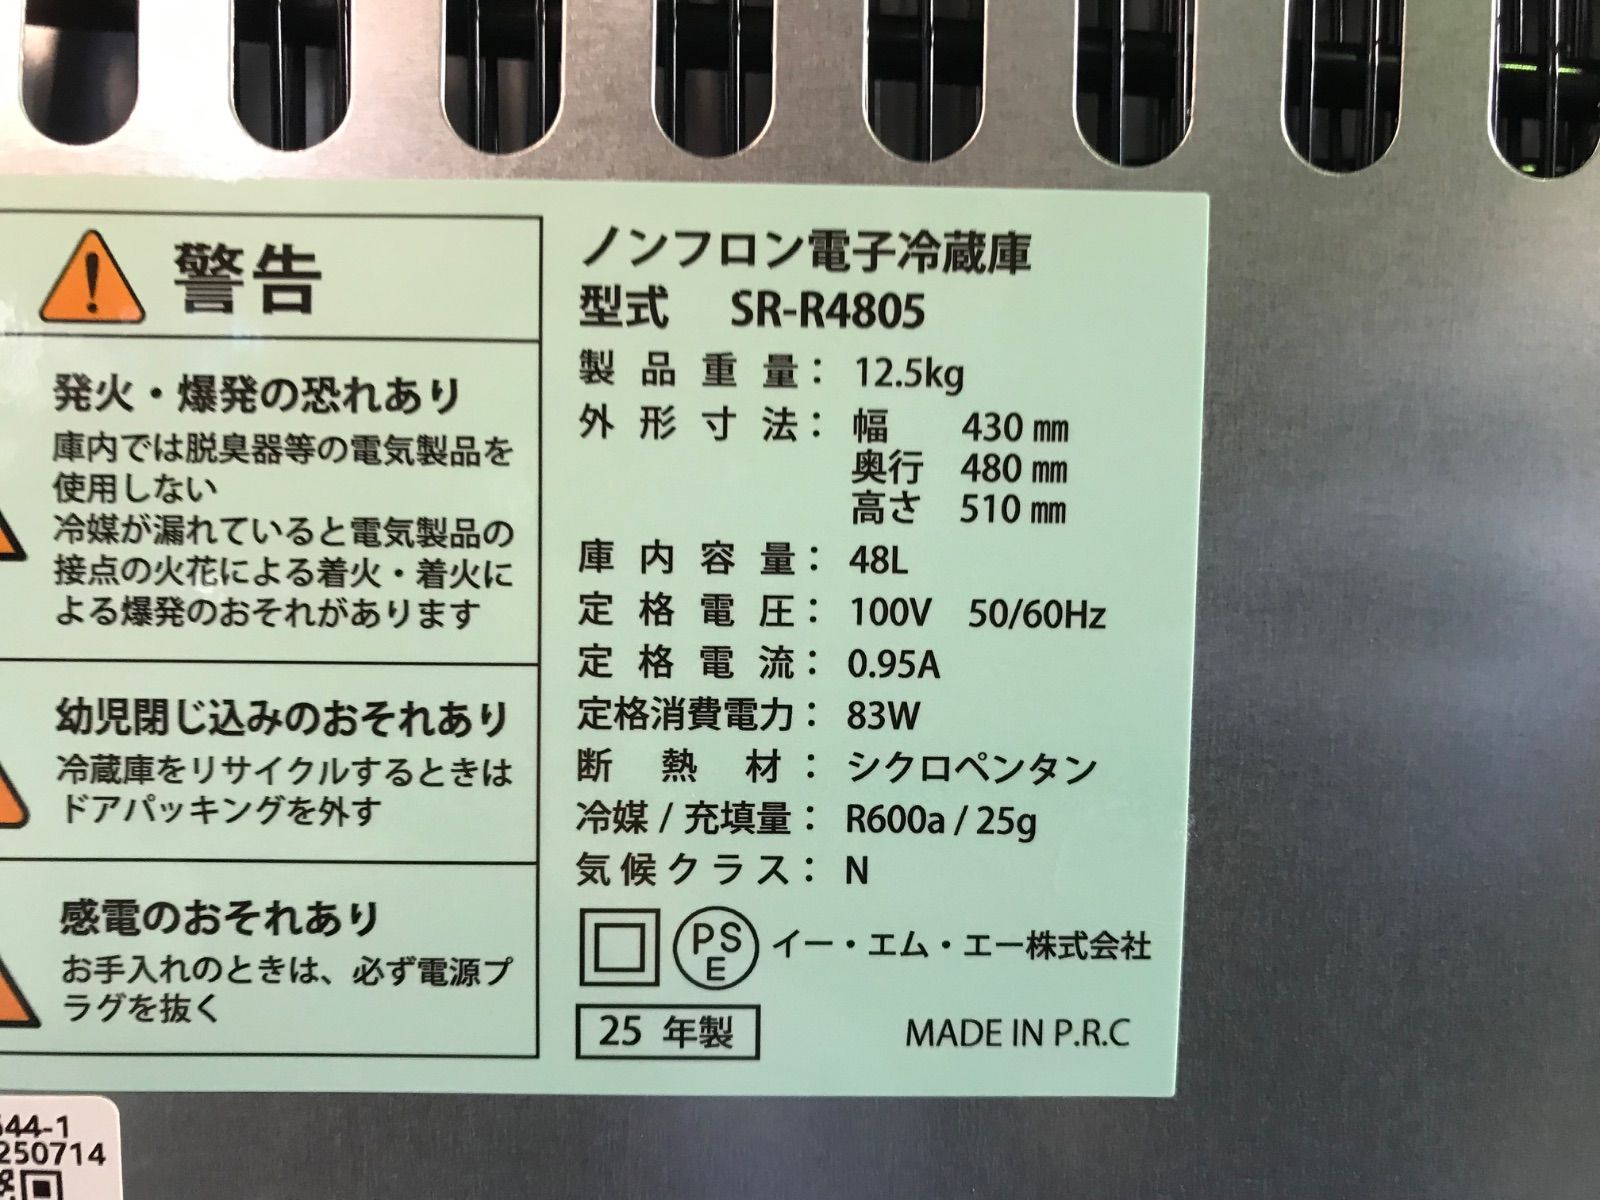 警告
発火・爆発の恐れあり
庫内では脱臭器等の電気製品を
使用しない
冷媒が漏れていると電気製品の
接点の火花による着火・着火に
よる爆発のおそれがあります
幼児閉じ込みのおそれあり
冷蔵庫をリサイクルするときは
ドアパッキングを外す
感電のおそれあり
お手入れのときは、必ず電源プ
ラグを抜く
ノンフロン電子冷蔵庫
型式 SR-R4805
製品重量： 12.5kg
外形寸法： 幅 430㎜
奥行 480㎜
高さ 510㎜
庫内容量： 48L
定格電圧： 100V 50/60Hz
定格電流： 0.95A
定格消費電力： 83W
断熱材： シクロペンタン
冷媒/充填量： R600a / 25g
気候クラス： N
PSE イー・エム・エー株式会社
25 年製
MADE IN P.R.C
44-1
250714